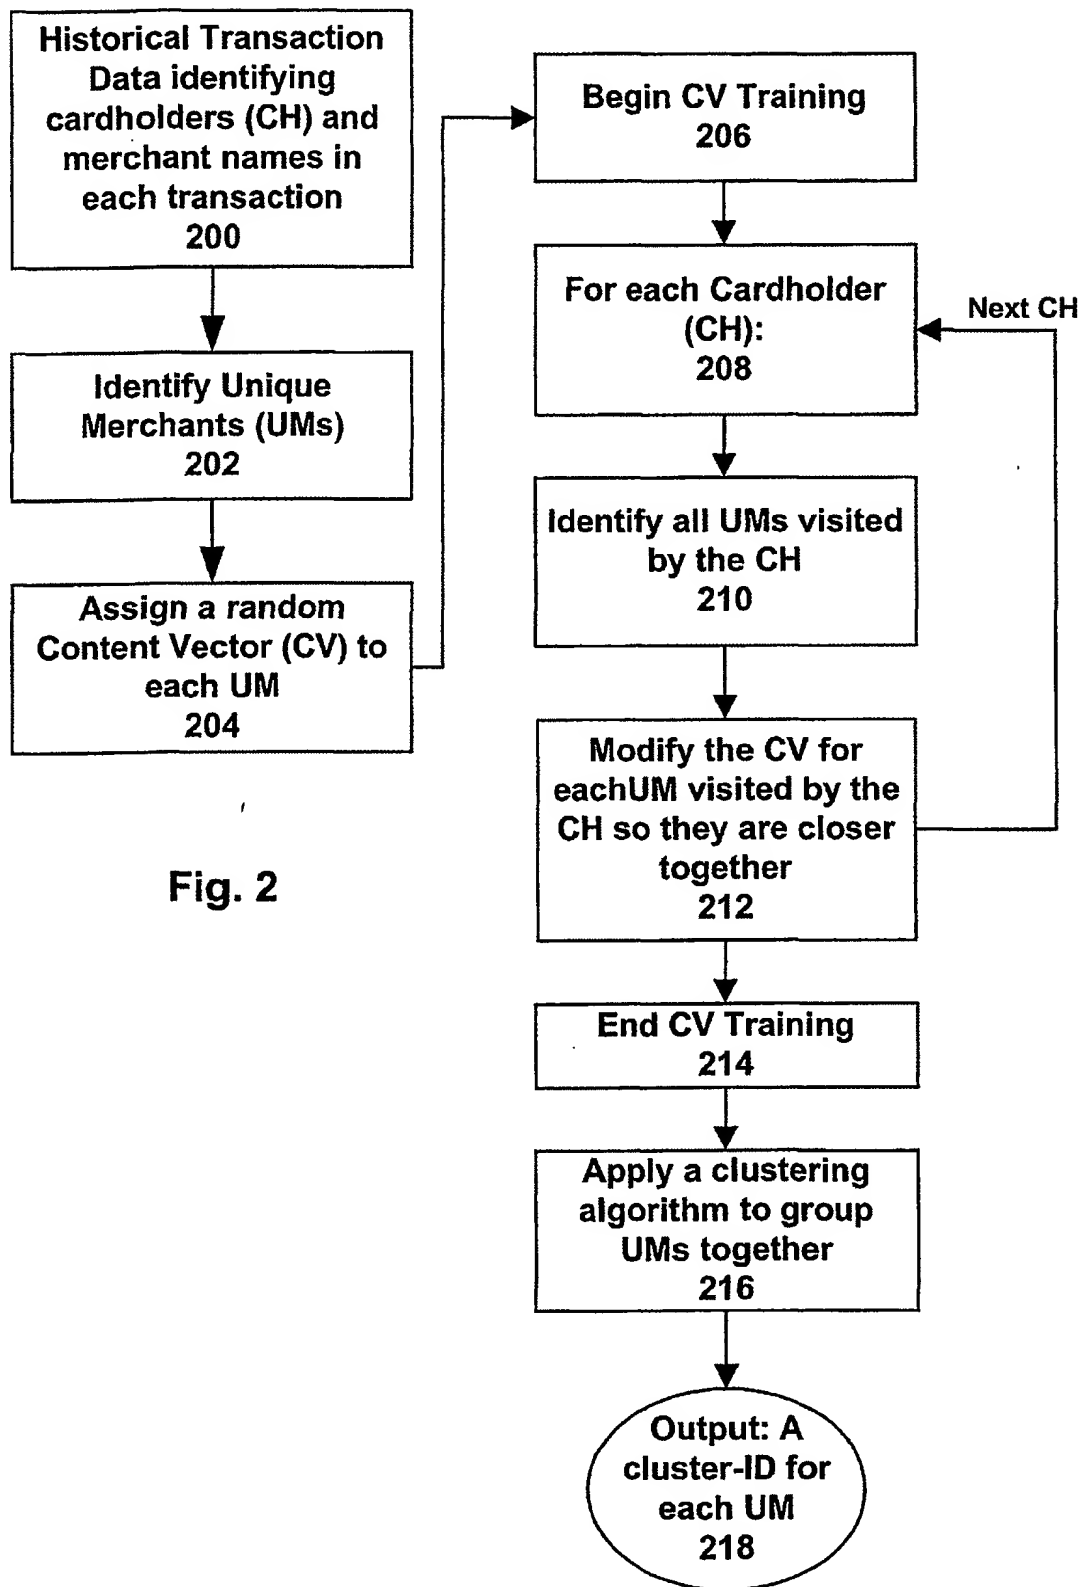 Historical Transaction
Data identifying
cardholders (CH) and
merchant names in
each transaction
200
Identify Unique
Merchants (UMs)
202
Assign a random
Content Vector (CV) to
each UM
204
Fig. 2
Begin CV Training
206
For each Cardholder
(CH):
208
Next CH
Identify all UMs visited
by the CH
210
Modify the CV for
eachUM visited by the
CH so they are closer
together
212
End CV Training
214
Apply a clustering
algorithm to group
UMs together
216
Output: A
cluster-ID for
each UM
218